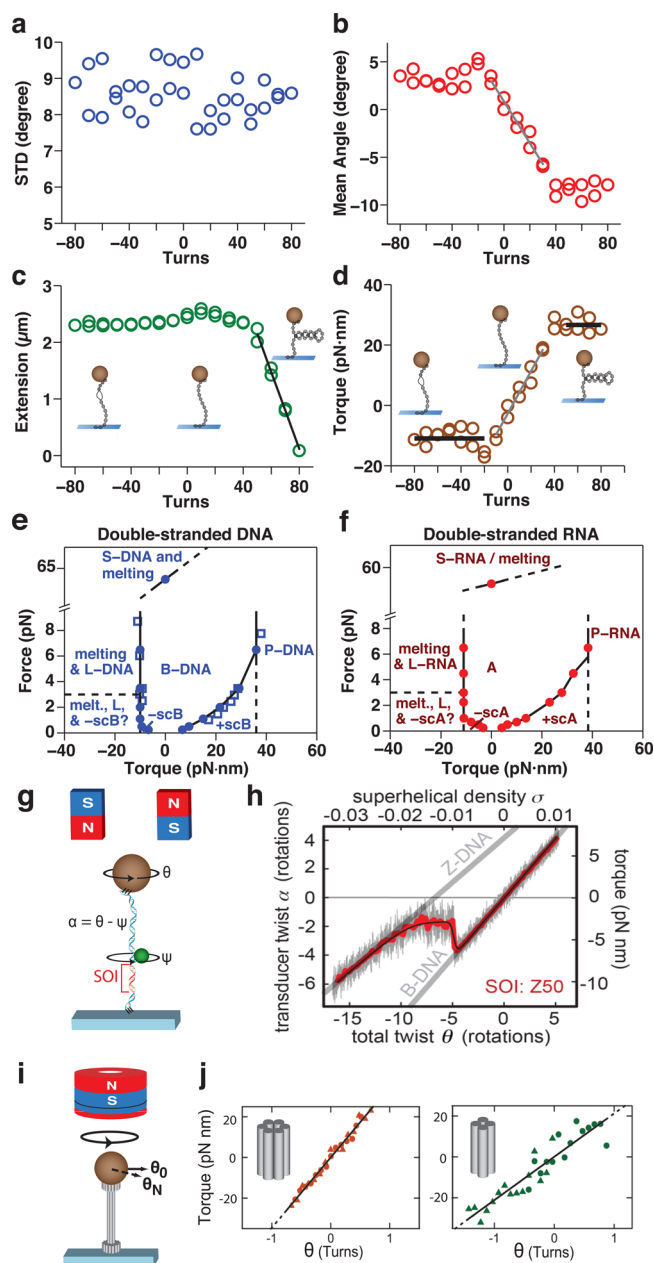 a
10
9
8
7
6
5
STD (degree)
−80
−40
0
40
80
Turns
b
5
0
−5
−10
Mean Angle (degree)
−80
−40
0
40
80
Turns
c
3
2
1
0
Extension (µm)
−80
−40
0
40
80
Turns
d
40
20
0
−20
Torque (pN·nm)
−80
−40
0
40
80
Turns
e
Double-stranded DNA
65
8
6
4
2
0
Force (pN)
S−DNA and
melting
melting
& L−DNA
B−DNA
P−DNA
melt., L,
& −scB?
−scB
+scB
−40
−20
0
20
40
60
Torque (pN·nm)
f
Double-stranded RNA
60
8
6
4
2
0
Force (pN)
S−RNA / melting
melting
& L−RNA
A
P−RNA
melt., L,
& −scA?
−scA
+scA
−40
−20
0
20
40
60
Torque (pN·nm)
g
S
N
N
S
θ
α = θ - ψ
ψ
SOI
h
superhelical density σ
-0.03
-0.02
-0.01
0
0.01
transducer twist α (rotations)
4
2
0
-2
-4
-6
Z-DNA
B-DNA
SOI: Z50
torque (pN nm)
5
0
-5
-10
-15
-10
-5
0
5
total twist θ (rotations)
i
N
S
θ0
θN
j
Torque (pN nm)
20
0
-20
-1
0
1
θ (Turns)
20
0
-20
-1
0
1
θ (Turns)